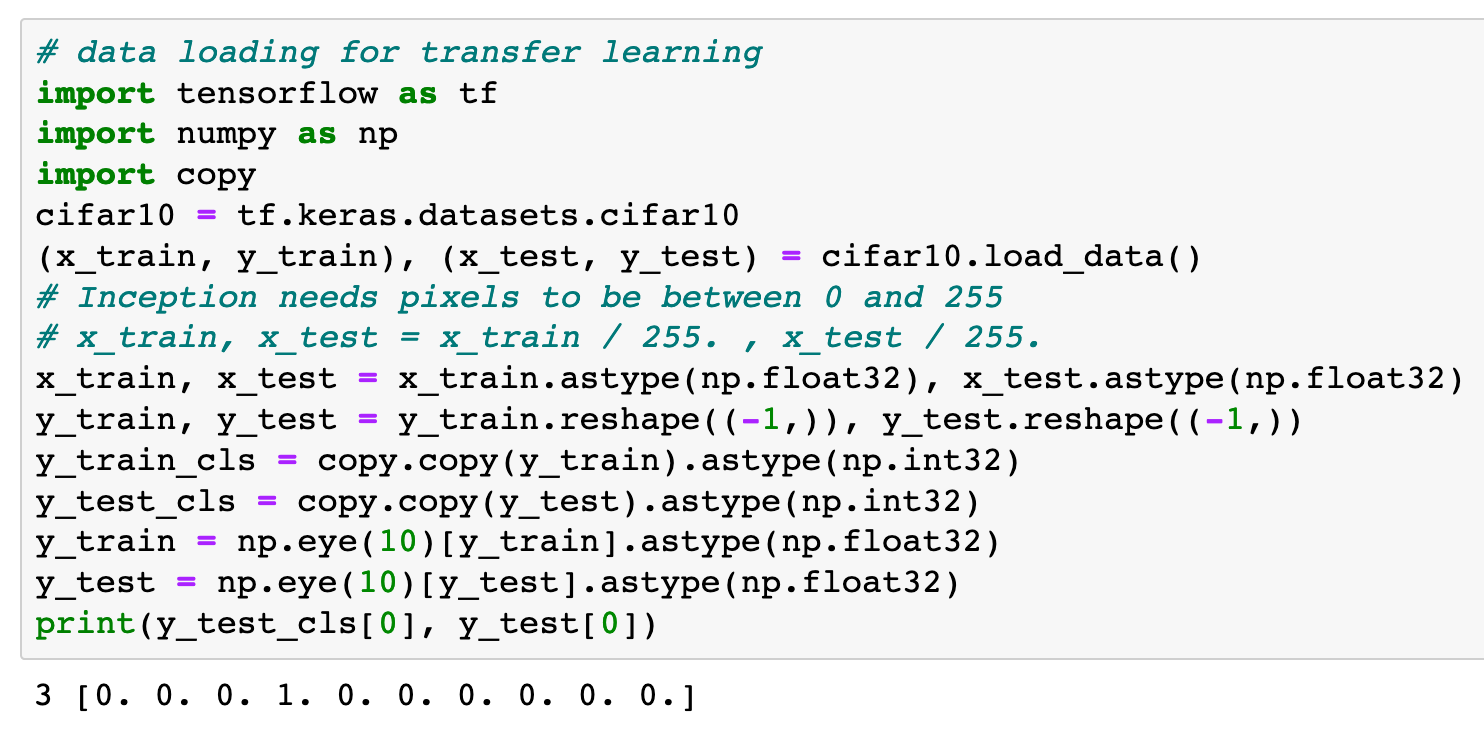 # data loading for transfer learning
import tensorflow as tf
import numpy as np
import copy
cifar10 = tf.keras.datasets.cifar10
(x_train, y_train), (x_test, y_test) = cifar10.load_data()
# Inception needs pixels to be between 0 and 255
# x_train, x_test = x_train / 255. , x_test / 255.
x_train, x_test = x_train.astype(np.float32), x_test.astype(np.float32)
y_train, y_test = y_train.reshape((-1,)), y_test.reshape((-1,))
y_train_cls = copy.copy(y_train).astype(np.int32)
y_test_cls = copy.copy(y_test).astype(np.int32)
y_train = np.eye(10)[y_train].astype(np.float32)
y_test = np.eye(10)[y_test].astype(np.float32)
print(y_test_cls[0], y_test[0])
3 [0. 0. 0. 1. 0. 0. 0. 0. 0. 0.]